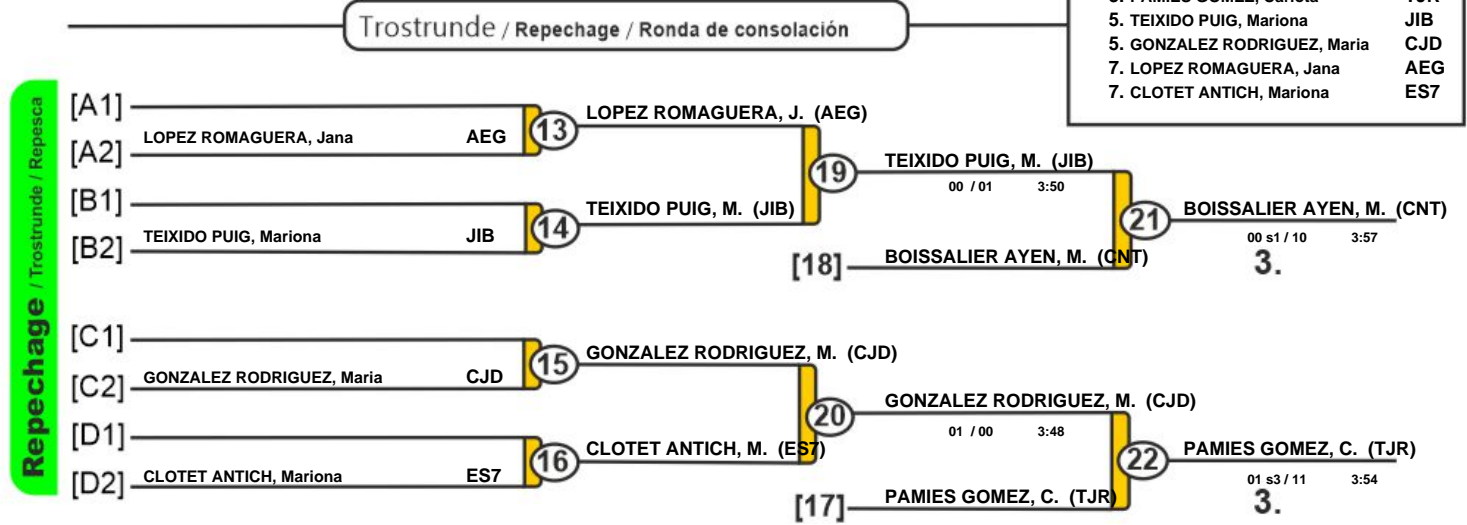 Trostrunde / Repechage / Ronda de consolación
5. TEIXIDO PUIG, Mariona JIB
5. GONZALEZ RODRIGUEZ, Maria CJD
7. LOPEZ ROMAGUERA, Jana AEG
7. CLOTET ANTICH, Mariona ES7
Repechage / Trostrunde / Repesca
[A1]
LOPEZ ROMAGUERA, Jana AEG
[A2]
13
LOPEZ ROMAGUERA, J. (AEG)
[B1]
TEIXIDO PUIG, Mariona JIB
[B2]
14
TEIXIDO PUIG, M. (JIB)
19
TEIXIDO PUIG, M. (JIB)
00 / 01 3:50
[18]
BOISSALIER AYEN, M. (CNT)
21
BOISSALIER AYEN, M. (CNT)
00 s1 / 10 3:57
3.
[C1]
GONZALEZ RODRIGUEZ, Maria CJD
[C2]
15
GONZALEZ RODRIGUEZ, M. (CJD)
[D1]
CLOTET ANTICH, Mariona ES7
[D2]
16
CLOTET ANTICH, M. (ES7)
20
GONZALEZ RODRIGUEZ, M. (CJD)
01 / 00 3:48
[17]
PAMIES GOMEZ, C. (TJR)
22
PAMIES GOMEZ, C. (TJR)
01 s3 / 11 3:54
3.